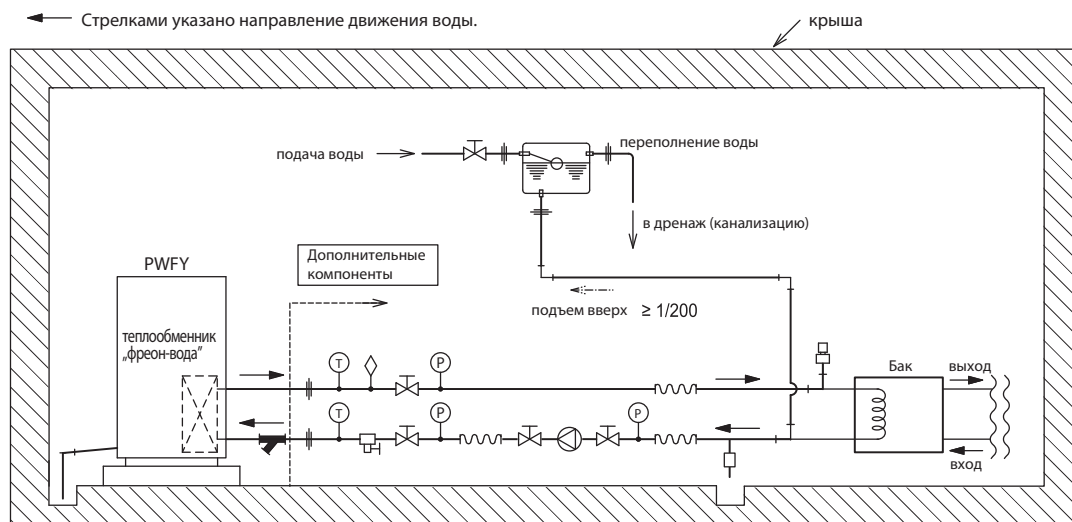 Стрелками указано направление движения воды.
крыша
подача воды
переполнение воды
в дренаж (канализацию)
PWFY
Дополнительные
компоненты
подъем вверх ≥ 1/200
теплообменник
„фреон-вода"
T
P
Бак
выход
T
P
P
вход